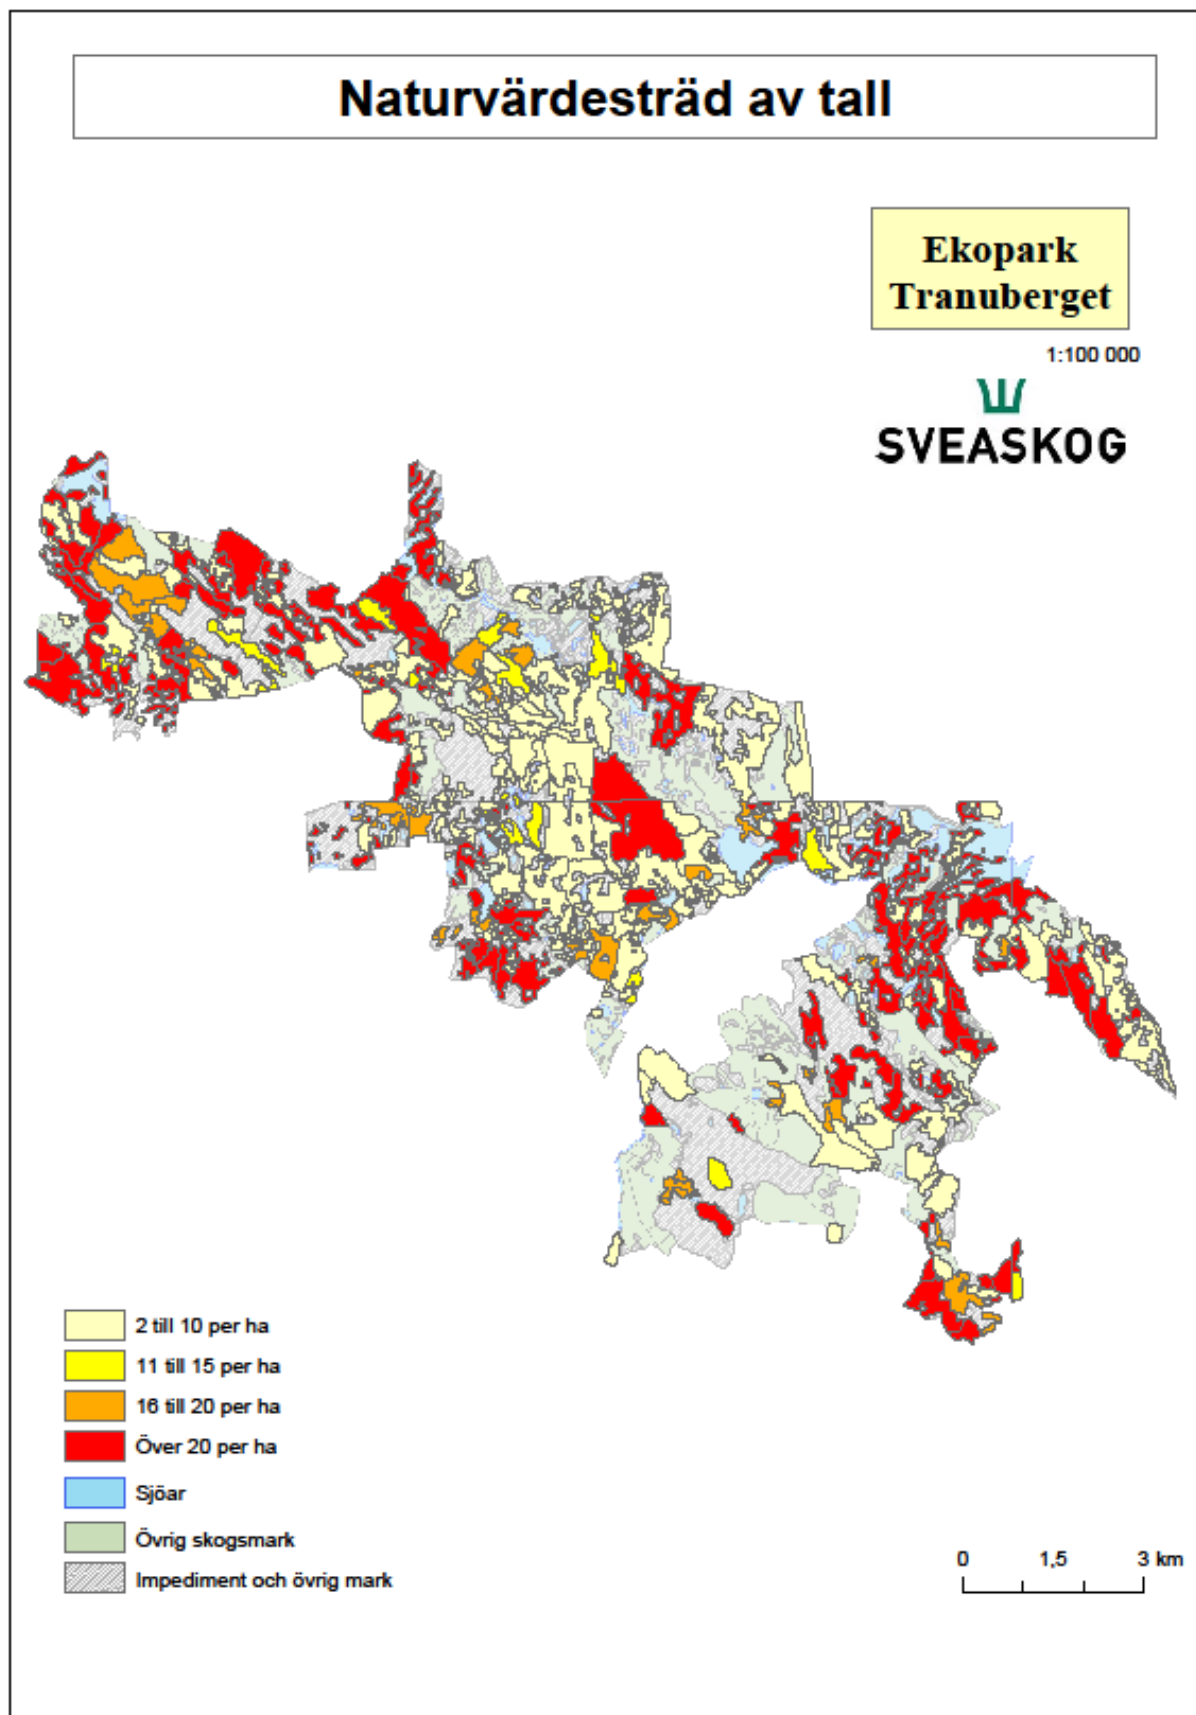 Naturvärdesträd av tall
Ekopark
Tranuberget
1:100 000
SVEASKOG
2 till 10 per ha
11 till 15 per ha
16 till 20 per ha
Över 20 per ha
Sjöar
Övrig skogsmark
Impediment och övrig mark
0 1,5 3 km